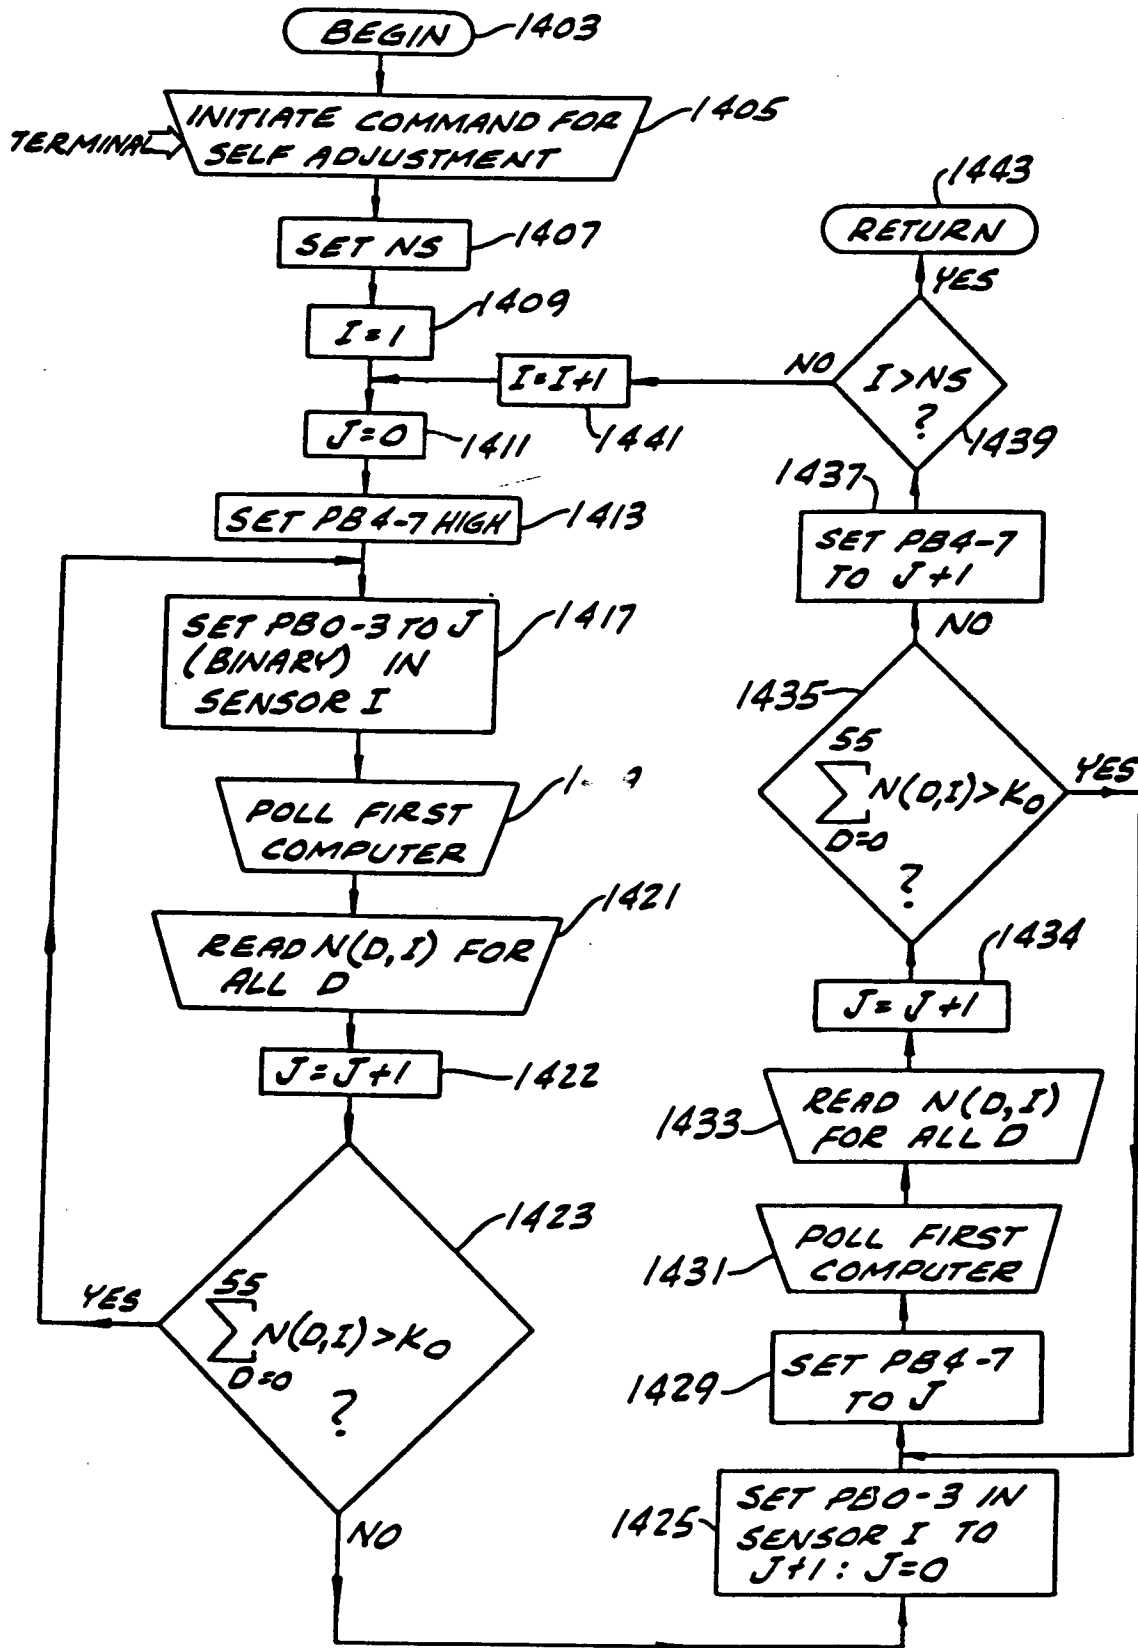 BEGIN
1403
INITIATE COMMAND FOR
SELF ADJUSTMENT
1405
TERMINAL
SET NS
1407
I=1
1409
I=I+1
1441
J=0
1411
SET PB4-7 HIGH
1413
SET PB0-3 TO J
(BINARY) IN
SENSOR I
1417
POLL FIRST
COMPUTER
READ N(D,I) FOR
ALL D
1421
J=J+1
1422
1423
55
∑ N(D,I)>K0
D=0
?
YES
NO
SET PB0-3 IN
SENSOR I TO
J+1: J=0
1425
SET PB4-7
TO J
1429
POLL FIRST
COMPUTER
1431
READ N(D,I)
FOR ALL D
1433
J=J+1
1434
1435
55
∑ N(D,I)>K0
D=0
?
YES
NO
SET PB4-7
TO J+1
1437
I>NS
?
1439
NO
YES
RETURN
1443